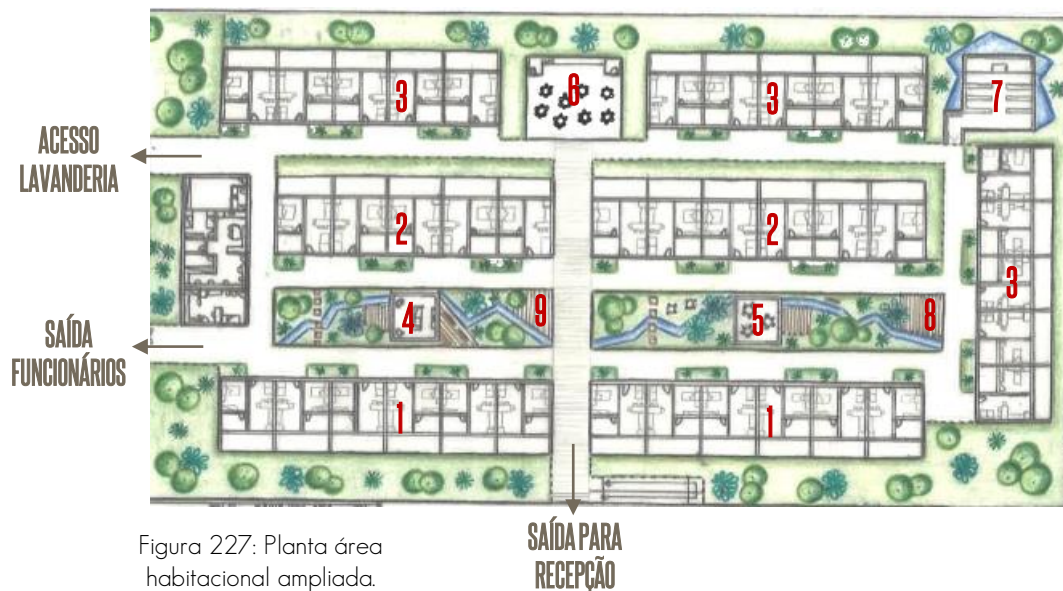 3
6
3
7
ACESSO
LAVANDERIA
2
2
3
4
9
5
8
SAÍDA
FUNCIONÁRIOS
1
1
SAÍDA PARA
RECEPÇÃO
Figura 227: Planta área
habitacional ampliada.